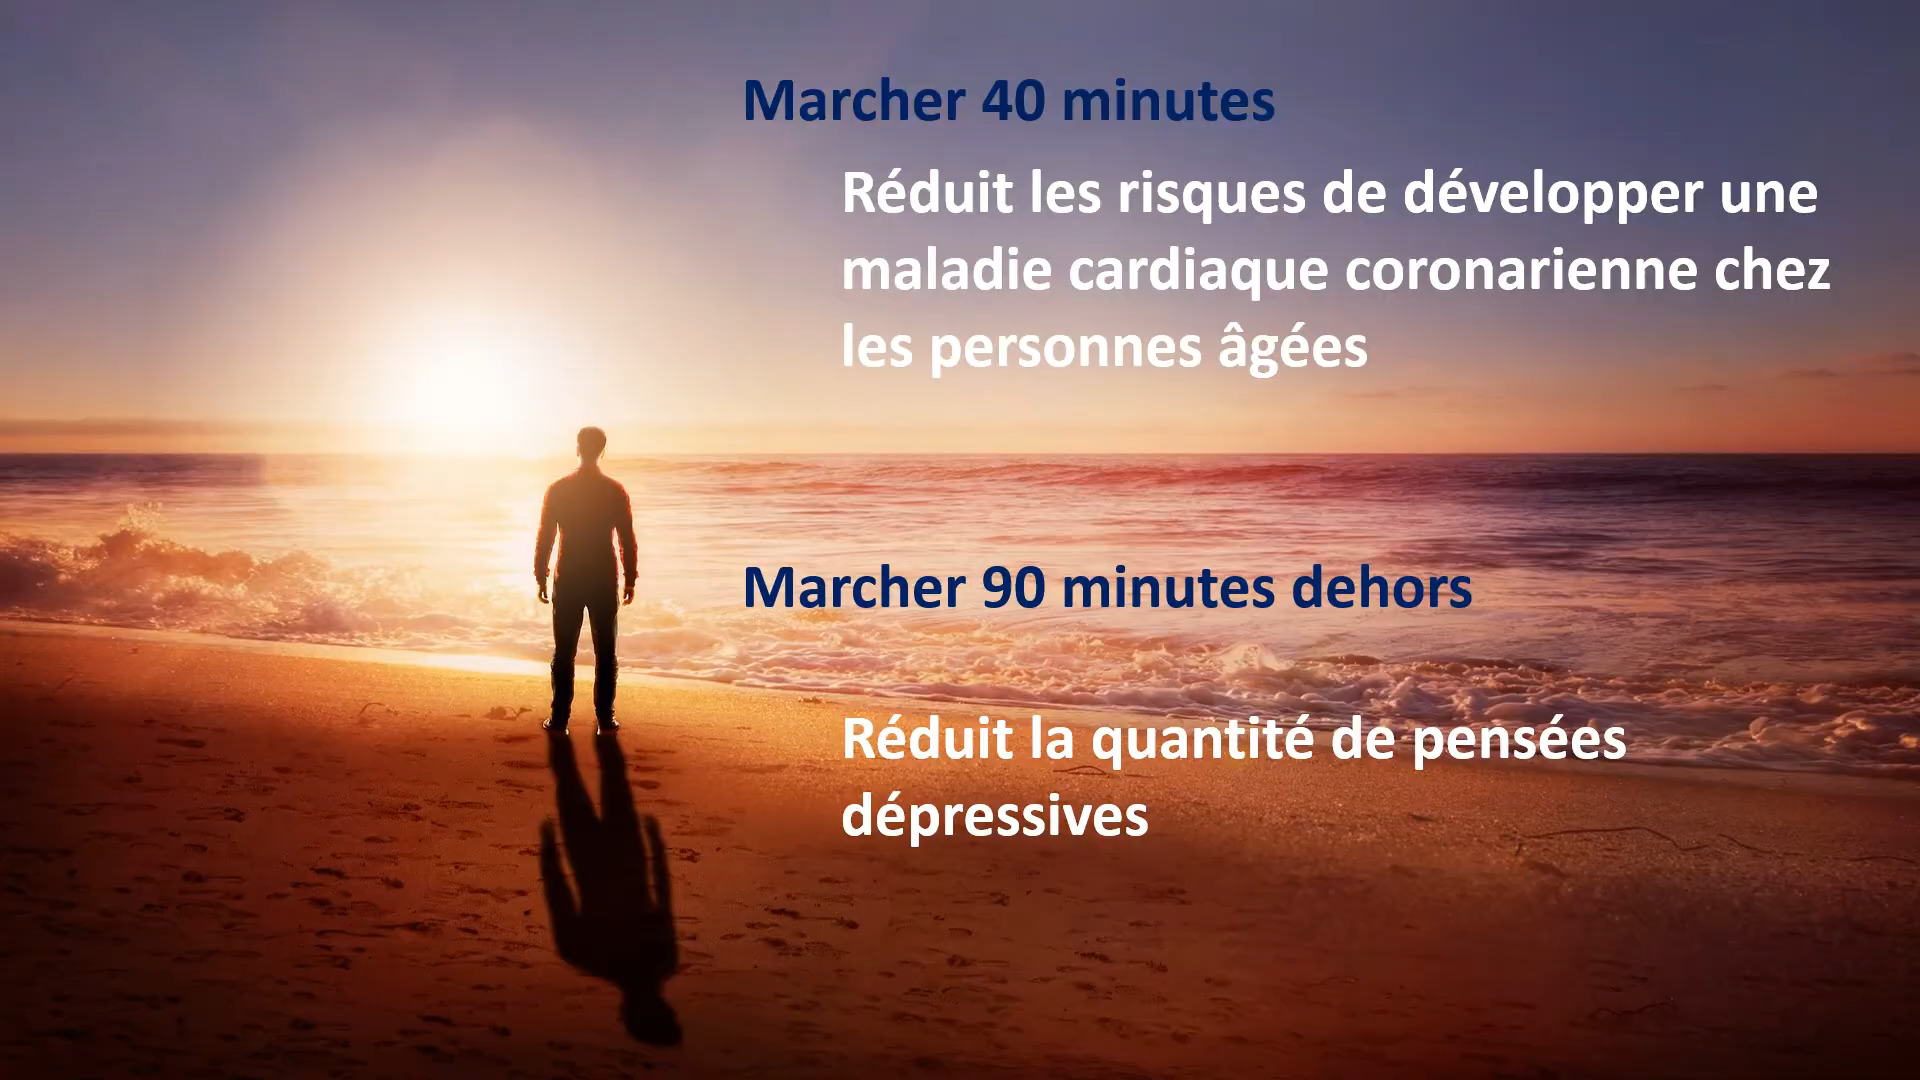 Marcher 40 minutes
Réduit les risques de développer une
maladie cardiaque coronarienne chez
les personnes âgées
Marcher 90 minutes dehors
Réduit la quantité de pensées
dépressives